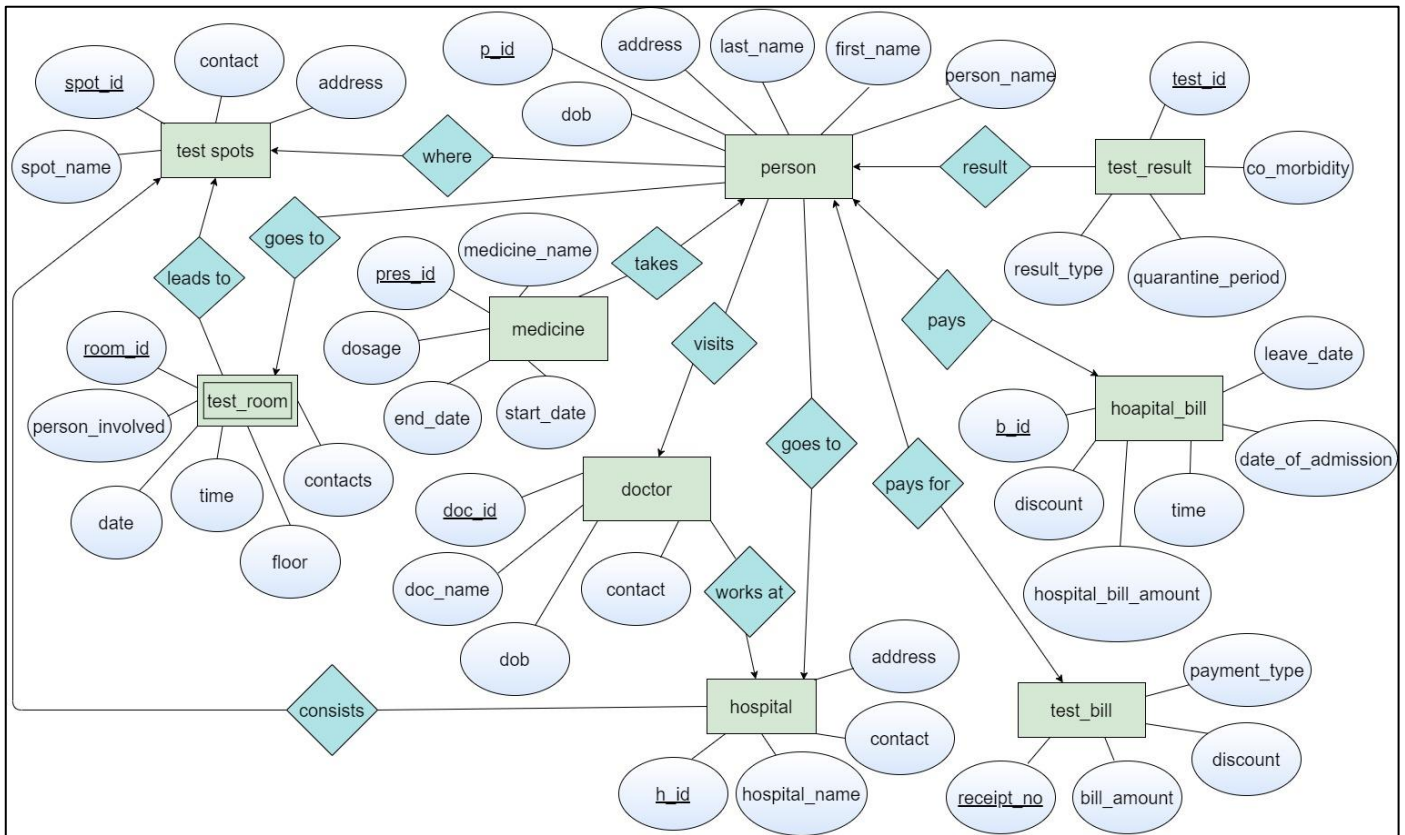 p_id
address
last_name
first_name
person_name
contact
spot_id
address
test_id
dob
test spots
where
person
result
test_result
co_morbidity
spot_name
goes to
medicine_name
takes
result_type
quarantine_period
leads to
pres_id
medicine
pays
dosage
visits
leave_date
room_id
test_room
person_involved
end_date
start_date
hoapital_bill
b_id
goes to
date_of_admission
contacts
time
date
floor
doctor
doc_id
pays for
discount
time
doc_name
contact
works at
hospital_bill_amount
dob
address
payment_type
consists
hospital
test_bill
contact
discount
h_id
hospital_name
receipt_no
bill_amount